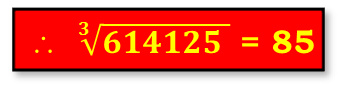 ∴ ∛614125 = 85